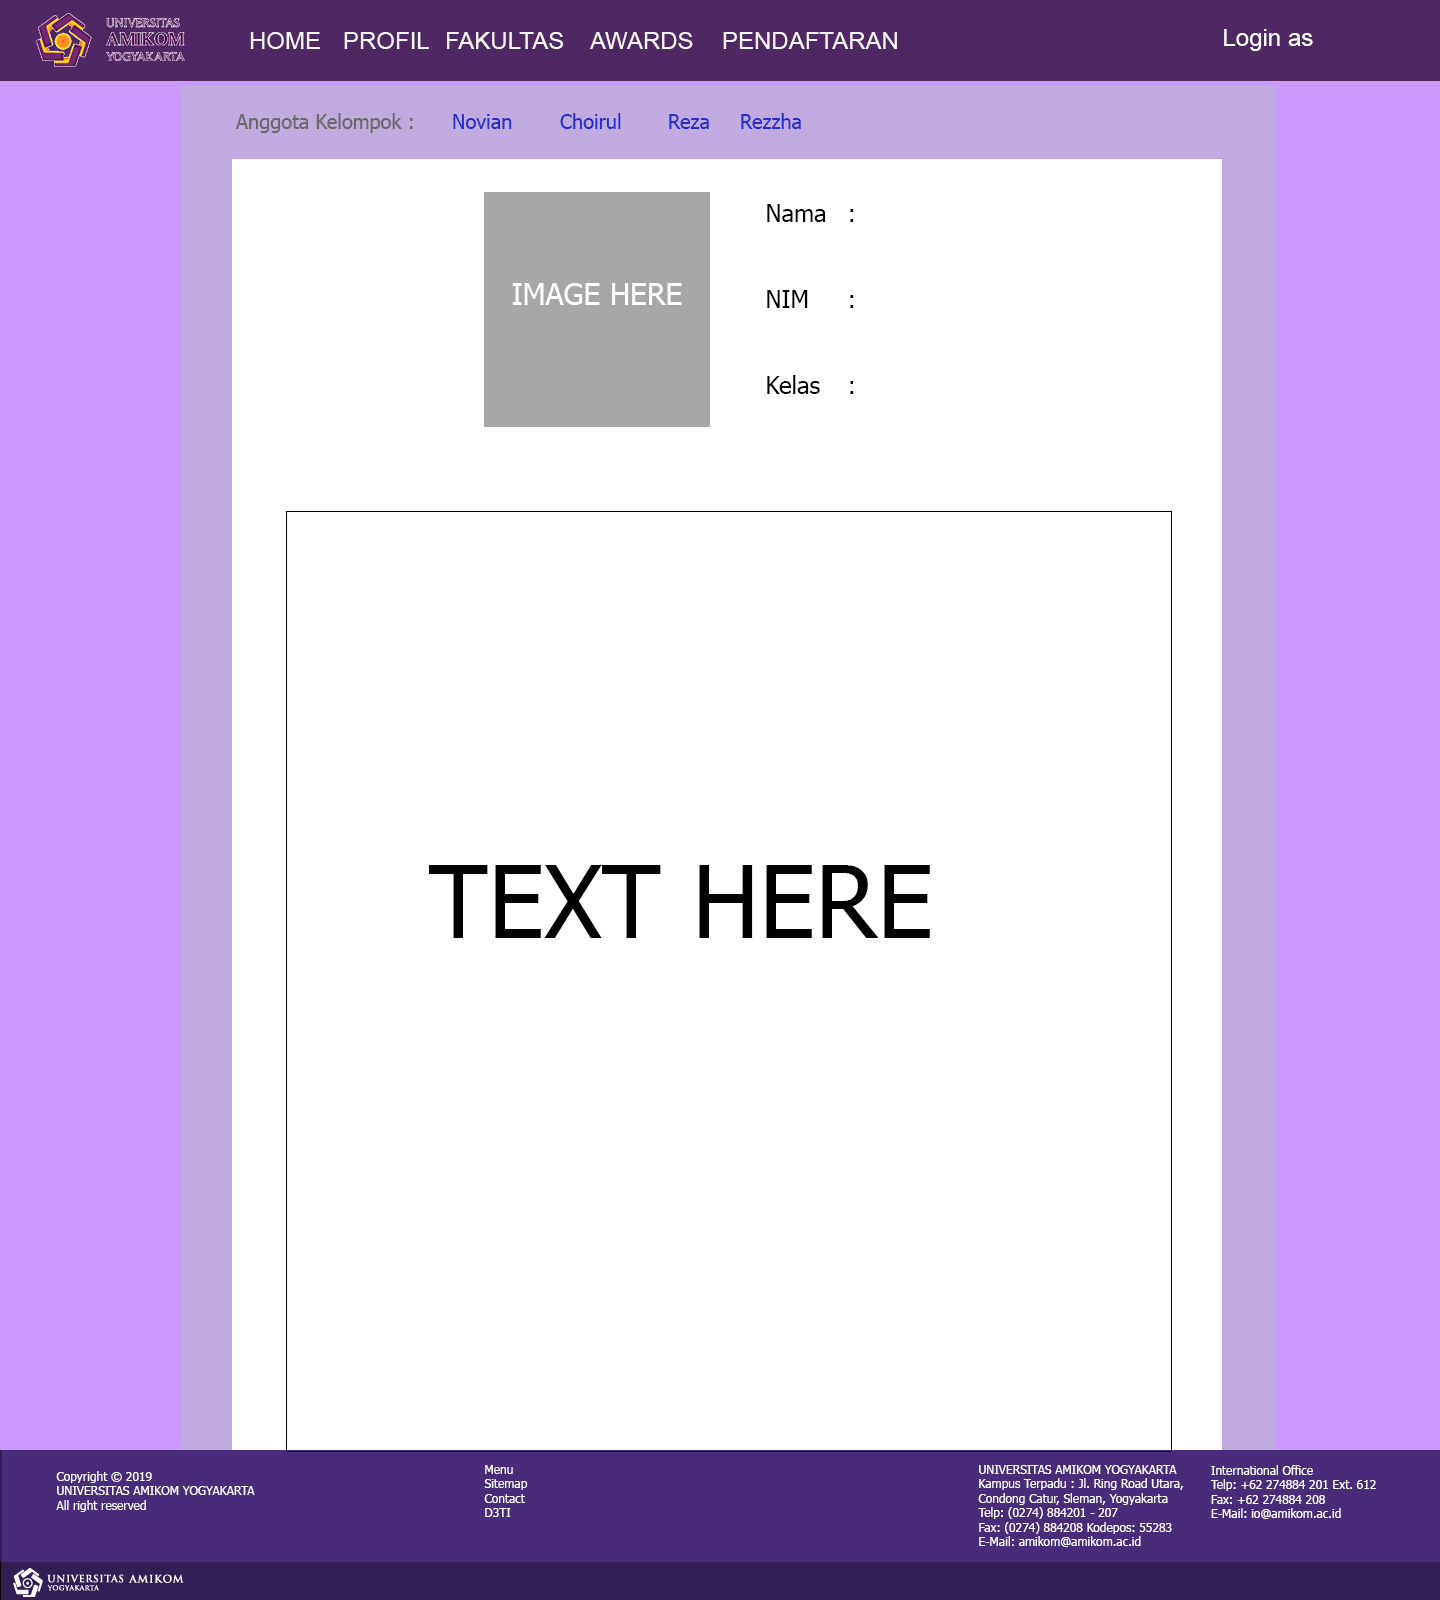 UNIVERSITAS
AMIKOM
YOGYAKARTA
HOME PROFIL FAKULTAS AWARDS PENDAFTARAN
Login as
Anggota Kelompok : Novian Choirul Reza Rezzha
IMAGE HERE
Nama :
NIM :
Kelas :
TEXT HERE
Copyright © 2019
UNIVERSITAS AMIKOM YOGYAKARTA
All right reserved
Menu
Sitemap
Contact
D3TI
UNIVERSITAS AMIKOM YOGYAKARTA
Kampus Terpadu : Jl. Ring Road Utara,
Condong Catur, Sleman, Yogyakarta
Telp: (0274) 884201 - 207
Fax: (0274) 884208 Kodepos: 55283
E-Mail: amikom@amikom.ac.id
International Office
Telp: +62 274884 201 Ext. 612
Fax: +62 274884 208
E-Mail: io@amikom.ac.id
UNIVERSITAS AMIKOM
YOGYAKARTA